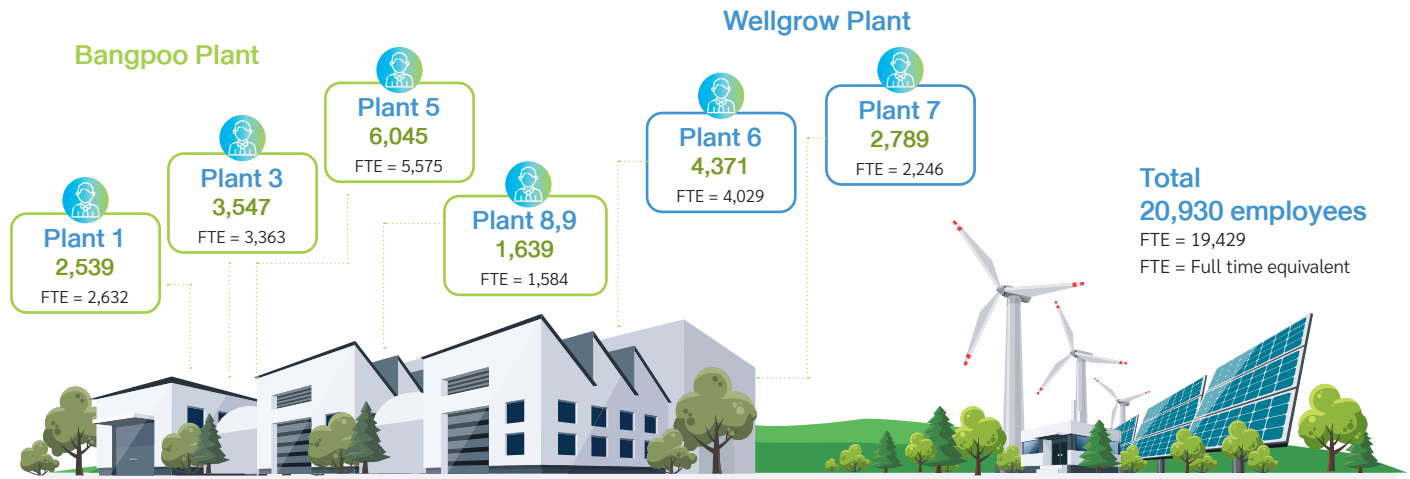 Bangpoo Plant
Plant 1
2,539
FTE = 2,632
Plant 3
3,547
FTE = 3,363
Plant 5
6,045
FTE = 5,575
Plant 8,9
1,639
FTE = 1,584
Wellgrow Plant
Plant 6
4,371
FTE = 4,029
Plant 7
2,789
FTE = 2,246
Total
20,930 employees
FTE = 19,429
FTE = Full time equivalent